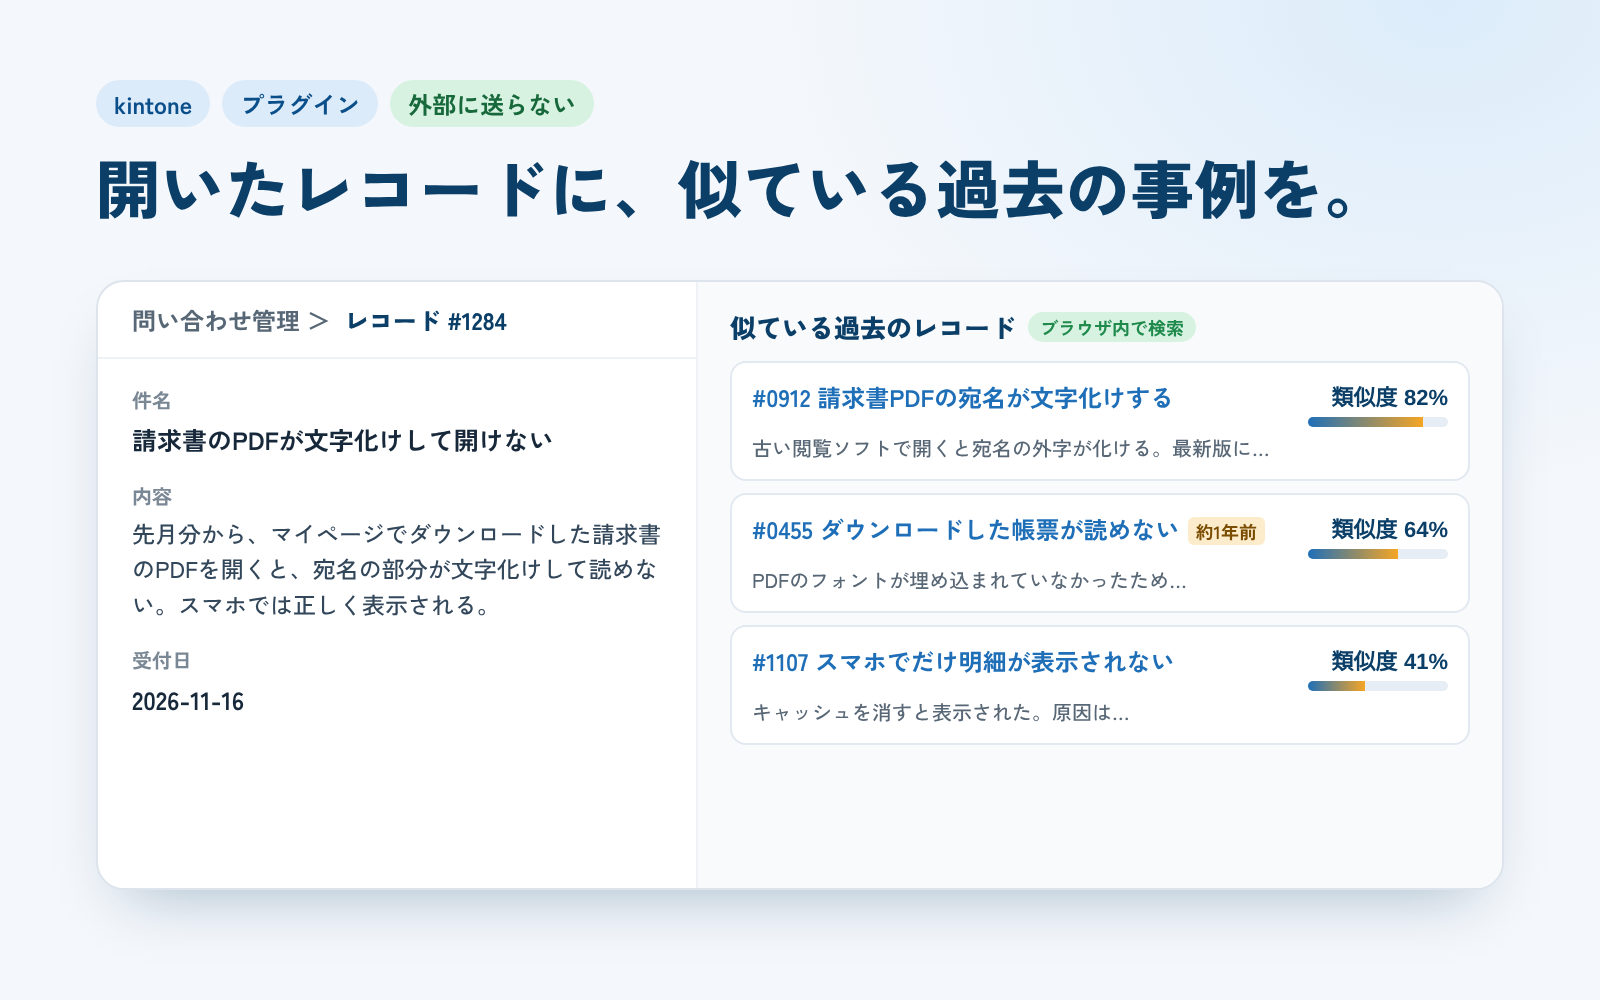 kintone プラグイン 外部に送らない
開いたレコードに、似ている過去の事例を。
問い合わせ管理 > レコード #1284
件名
請求書のPDFが文字化けして開けない
内容
先月分から、マイページでダウンロードした請求書
のPDFを開くと、宛名の部分が文字化けして読めな
い。スマホでは正しく表示される。
受付日
2026-11-16
似ている過去のレコード ブラウザ内で検索
#0912 請求書PDFの宛名が文字化けする 類似度 82%
古い閲覧ソフトで開くと宛名の外字が化ける。最新版に...
#0455 ダウンロードした帳票が読めない 約1年前 類似度 64%
PDFのフォントが埋め込まれていなかったため...
#1107 スマホでだけ明細が表示されない 類似度 41%
キャッシュを消すと表示された。原因は...